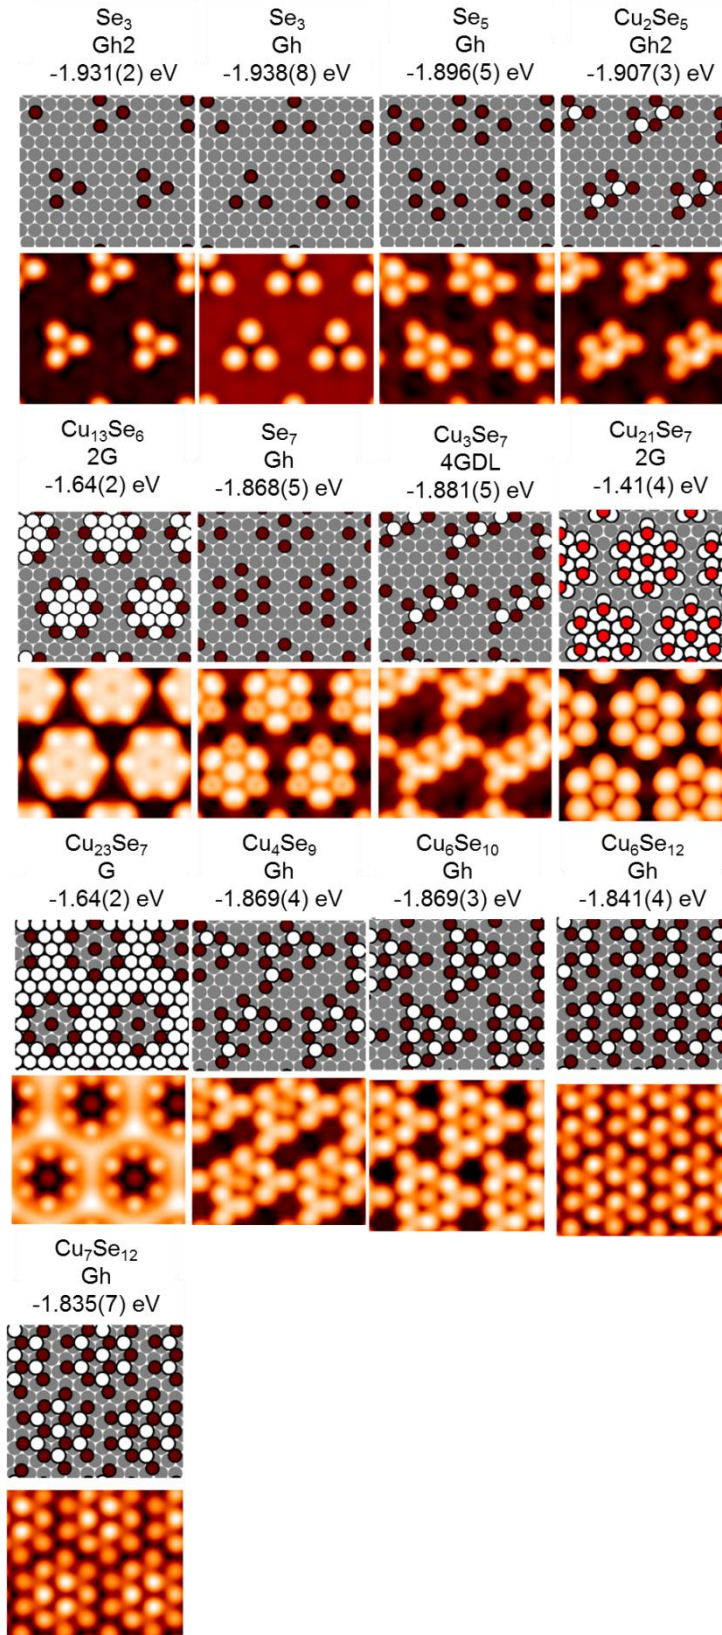 Se₃
Gh2
-1.931(2) eV
Se₃
Gh
-1.938(8) eV
Se₅
Gh
-1.896(5) eV
Cu₂Se₅
Gh2
-1.907(3) eV
Cu₁₃Se₆
2G
-1.64(2) eV
Se₇
Gh
-1.868(5) eV
Cu₃Se₇
4GDL
-1.881(5) eV
Cu₂₁Se₇
2G
-1.41(4) eV
Cu₂₃Se₇
G
-1.64(2) eV
Cu₄Se₉
Gh
-1.869(4) eV
Cu₆Se₁₀
Gh
-1.869(3) eV
Cu₆Se₁₂
Gh
-1.841(4) eV
Cu₇Se₁₂
Gh
-1.835(7) eV